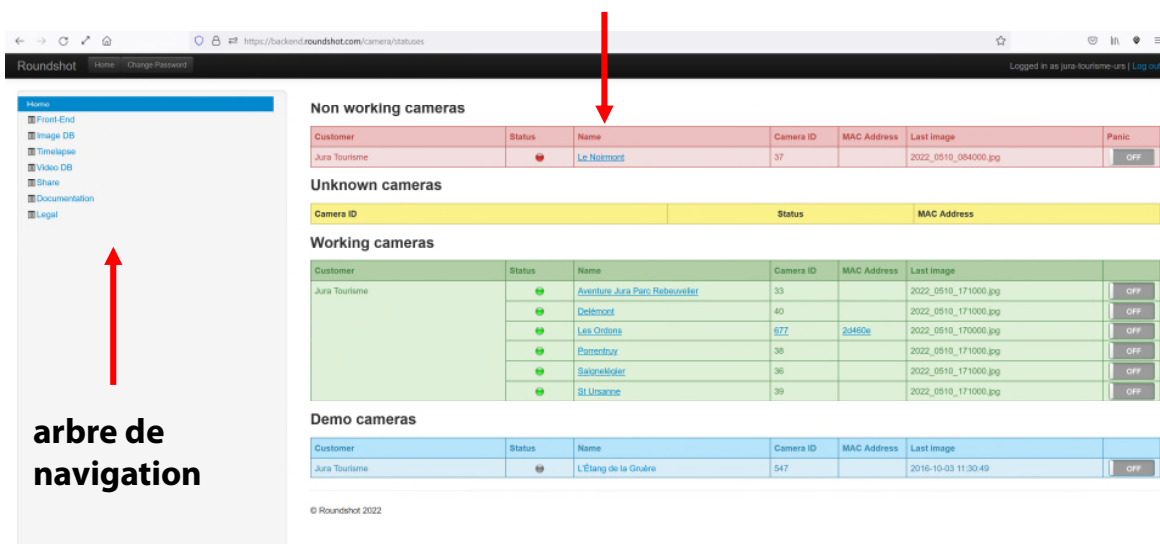 https://backend.roundshot.com/camera/statuses
Roundshot Home Change Password Logged in as jura-tourisme-urs | Log out
Home
Front-End
Image DB
Timelapse
Video DB
Share
Documentation
Legal
arbre de
navigation
Non working cameras
Customer Status Name Camera ID MAC Address Last image Panic
Jura Tourisme Le Noirmont 37 2022_0510_084000.jpg OFF
Unknown cameras
Camera ID Status MAC Address
Working cameras
Customer Status Name Camera ID MAC Address Last image
Jura Tourisme Aventure Jura Parc Rebeuvelier 33 2022_0510_171000.jpg OFF
Delémont 40 2022_0510_171000.jpg OFF
Les Ordons 677 2d460e 2022_0510_170000.jpg OFF
Porrentruy 38 2022_0510_171000.jpg OFF
Saignelégier 36 2022_0510_171000.jpg OFF
St Ursanne 39 2022_0510_171000.jpg OFF
Demo cameras
Customer Status Name Camera ID MAC Address Last image
Jura Tourisme L'Étang de la Gruère 547 2016-10-03 11:30:49 OFF
© Roundshot 2022